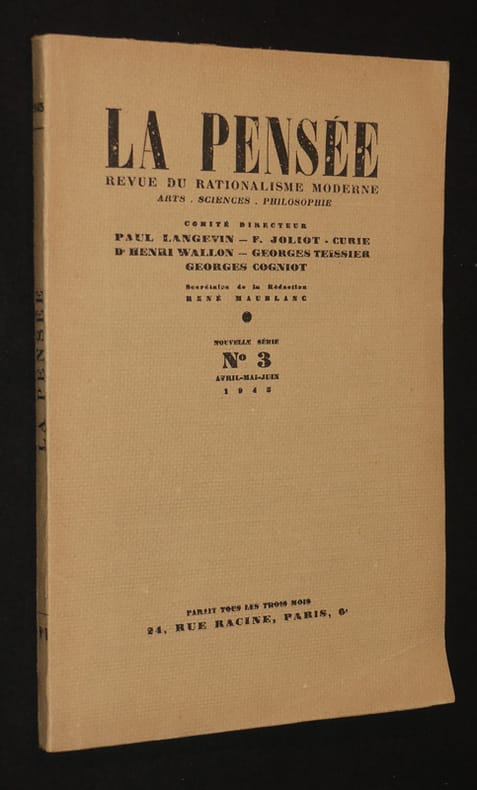 LA PENSÉE
REVUE DU RATIONALISME MODERNE
ARTS . SCIENCES . PHILOSOPHIE
COMITÉ DIRECTEUR
PAUL LANGEVIN — F. JOLIOT - CURIE
Dr HENRI WALLON — GEORGES TEISSIER
GEORGES COGNIOT
Secrétaire de la Rédaction
RENÉ MAUBLANC
NOUVELLE SÉRIE
No 3
AVRIL-MAI-JUIN
1945
PARAIT TOUS LES TROIS MOIS
24, RUE RACINE, PARIS, 6e
LA PENSÉE